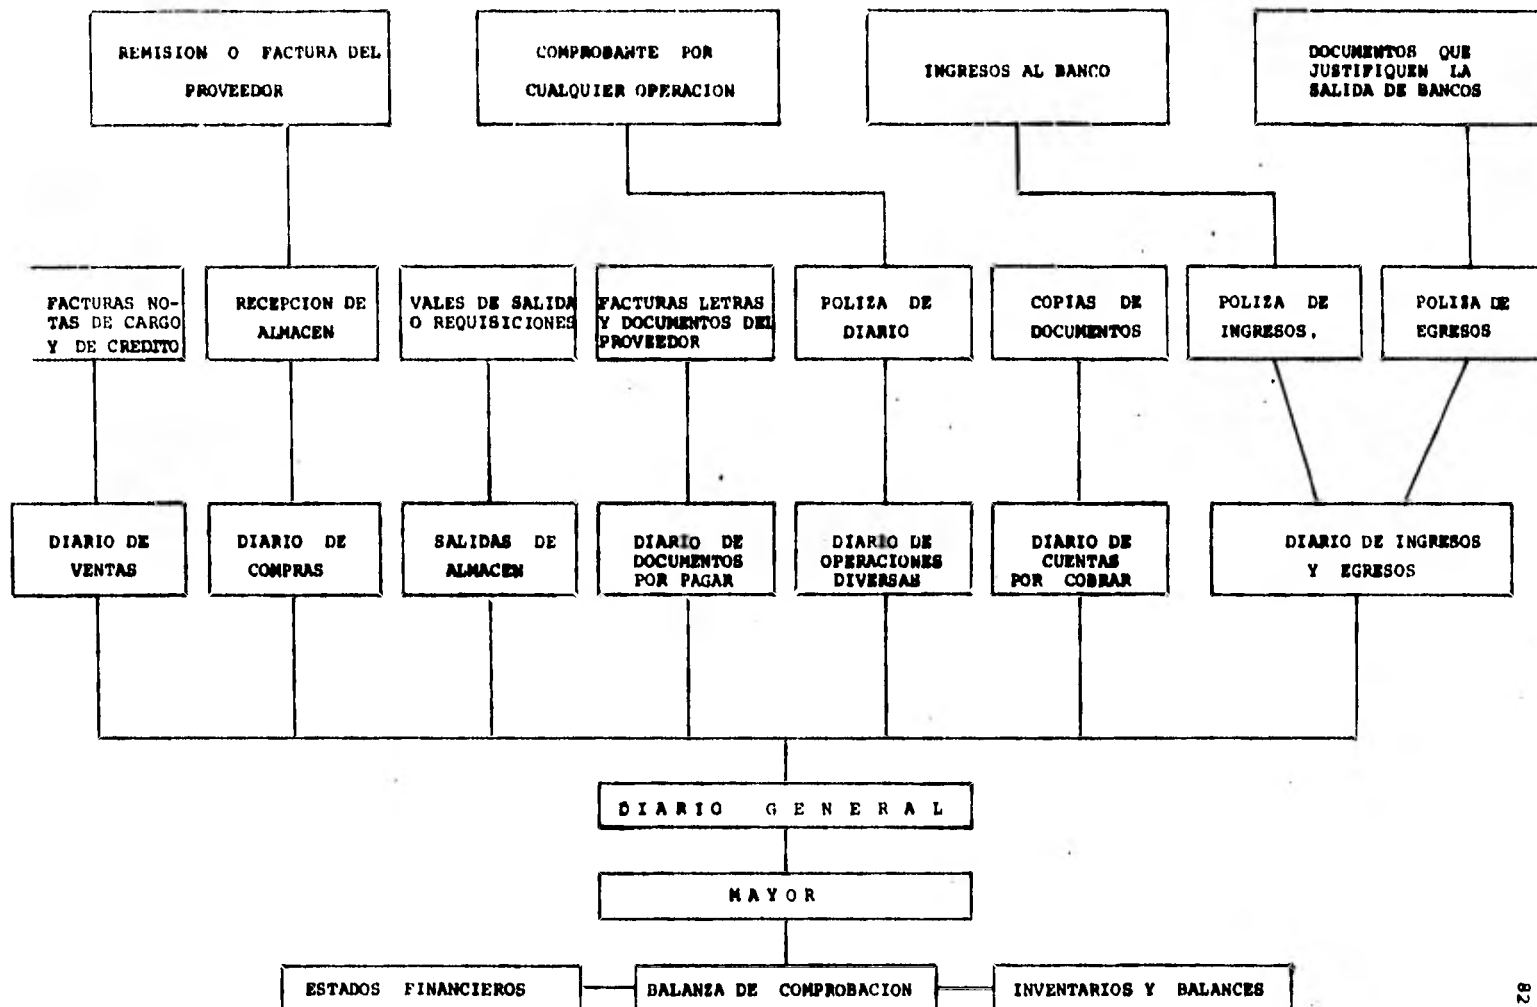 REMISION O FACTURA DEL
PROVEEDOR
COMPROBANTE POR
CUALQUIER OPERACION
INGRESOS AL BANCO
DOCUMENTOS QUE
JUSTIFIQUEN LA
SALIDA DE BANCOS
FACTURAS NO-
TAS DE CARGO
Y DE CREDITO
RECEPCION DE
ALMACEN
VALES DE SALIDA
O REQUISICIONES
FACTURAS LETRAS
Y DOCUMENTOS DEL
PROVEEDOR
POLIZA DE
DIARIO
COPIAS DE
DOCUMENTOS
POLIZA DE
INGRESOS.
POLIZA DE
EGRESOS
DIARIO DE
VENTAS
DIARIO DE
COMPRAS
SALIDAS DE
ALMACEN
DIARIO DE
DOCUMENTOS
POR PAGAR
DIARIO DE
OPERACIONES
DIVERSAS
DIARIO DE
CUENTAS
POR COBRAR
DIARIO DE INGRESOS
Y EGRESOS
DIARIO GENERAL
MAYOR
ESTADOS FINANCIEROS
BALANZA DE COMPROBACION
INVENTARIOS Y BALANCES
82